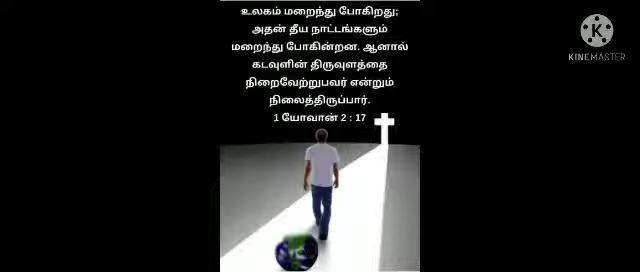 உலகம் மறைந்து போகிறது;
அதன் தீய நாட்டங்களும்
மறைந்து போகின்றன. ஆனால்
கடவுளின் திருவுளத்தை
நிறைவேற்றுபவர் என்றும்
நிலைத்திருப்பார்.
1 யோவான் 2 : 17
KINEMASTER